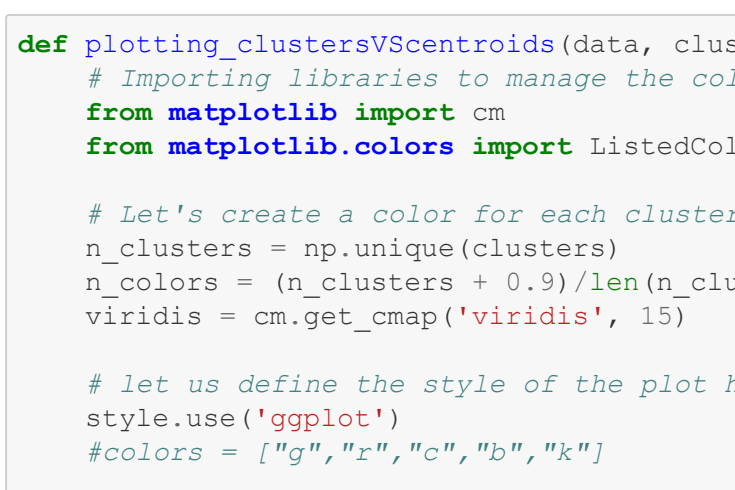 def plotting_clustersVScentroids(data, clus
    # Importing libraries to manage the col
    from matplotlib import cm
    from matplotlib.colors import ListedCol

    # Let's create a color for each cluster
    n_clusters = np.unique(clusters)
    n_colors = (n_clusters + 0.9)/len(n_clu
    viridis = cm.get_cmap('viridis', 15)

    # let us define the style of the plot h
    style.use('ggplot')
    #colors = ["g","r","c","b","k"]